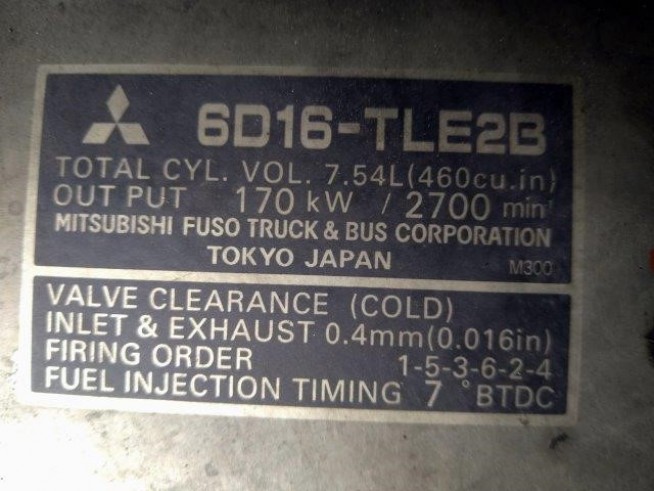 6D16-TLE2B
TOTAL CYL. VOL. 7.54L(460cu.in)
OUTPUT 170 kW / 2700 min⁻¹
MITSUBISHI FUSO TRUCK & BUS CORPORATION
TOKYO JAPAN M300
VALVE CLEARANCE (COLD)
INLET & EXHAUST 0.4mm(0.016in)
FIRING ORDER 1-5-3-6-2-4
FUEL INJECTION TIMING 7 ° BTDC